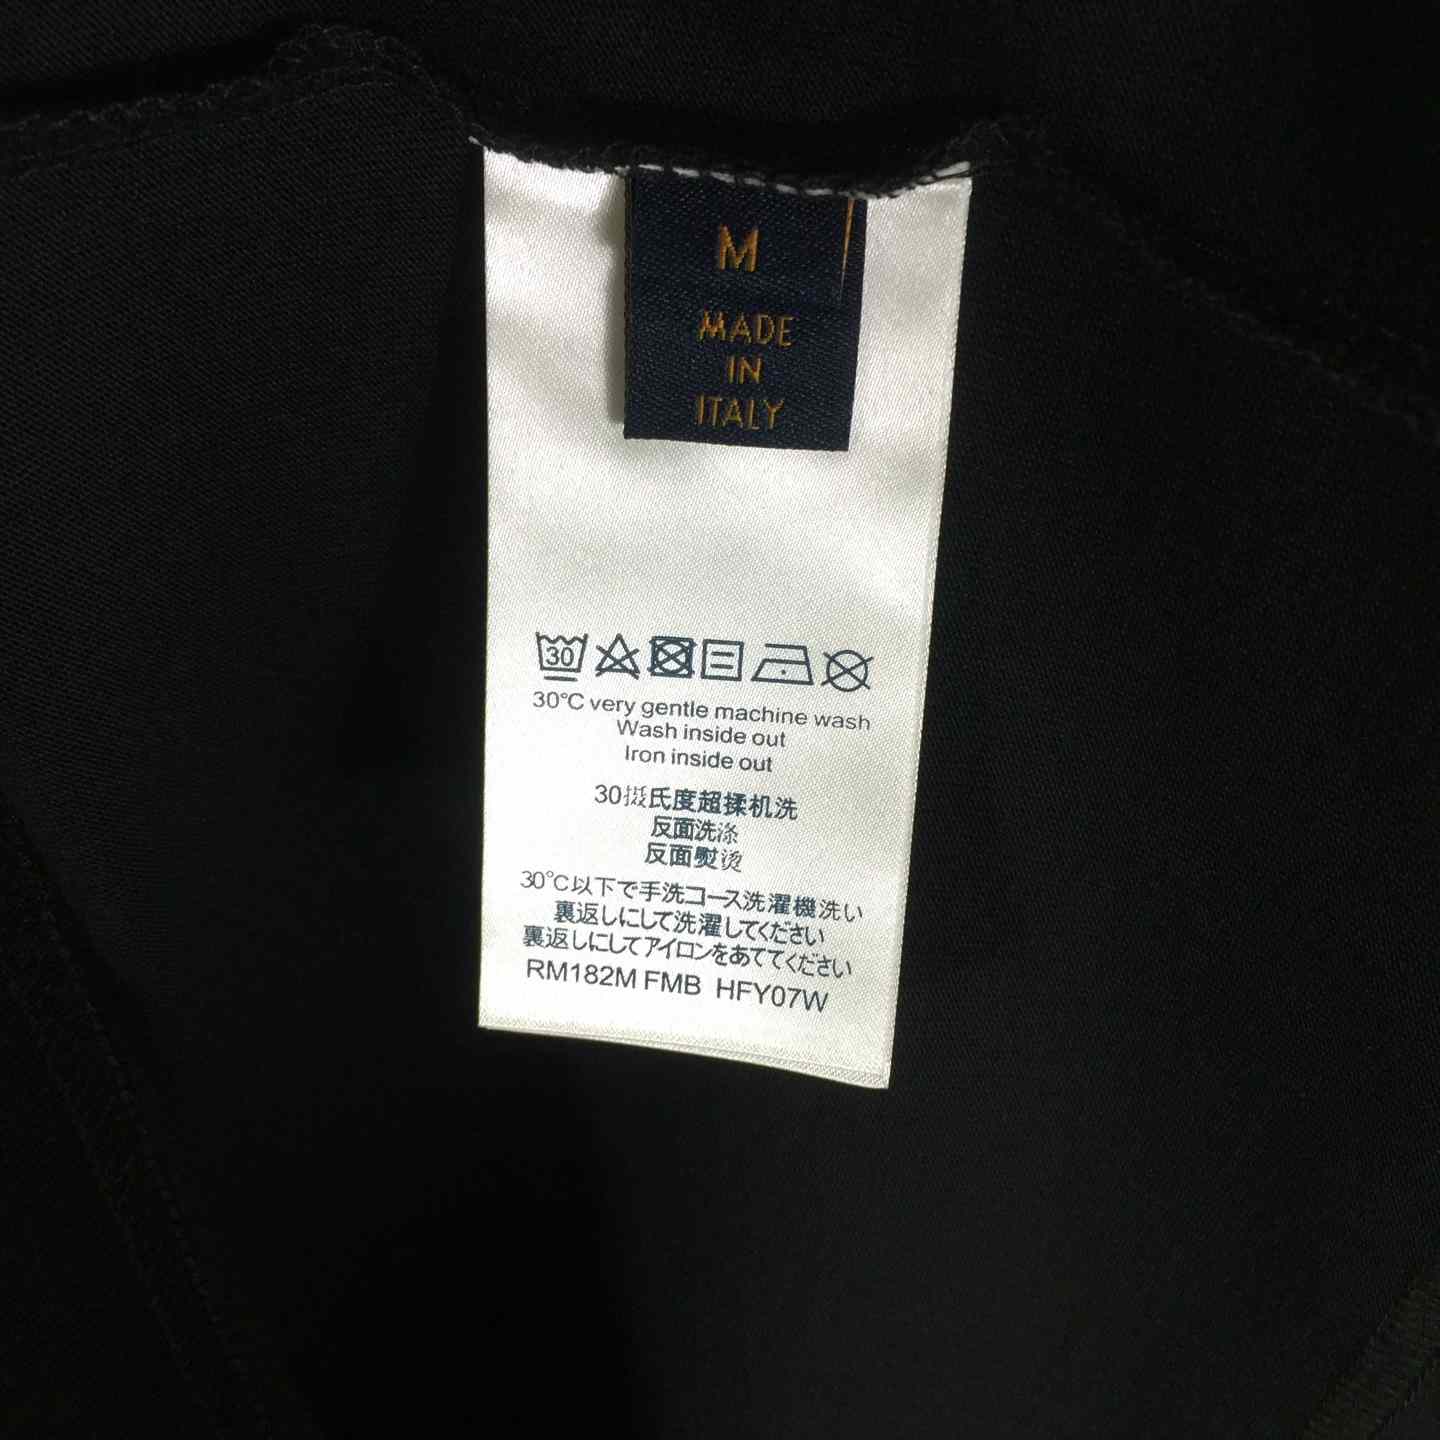 M
MADE
IN
ITALY
30
30°C very gentle machine wash
Wash inside out
Iron inside out
30摄氏度超揉机洗
反面洗涤
反面熨烫
30°C以下で手洗コース洗濯機洗い
裏返しにして洗濯してください
裏返しにしてアイロンをあててください
RM182M FMB HFY07W